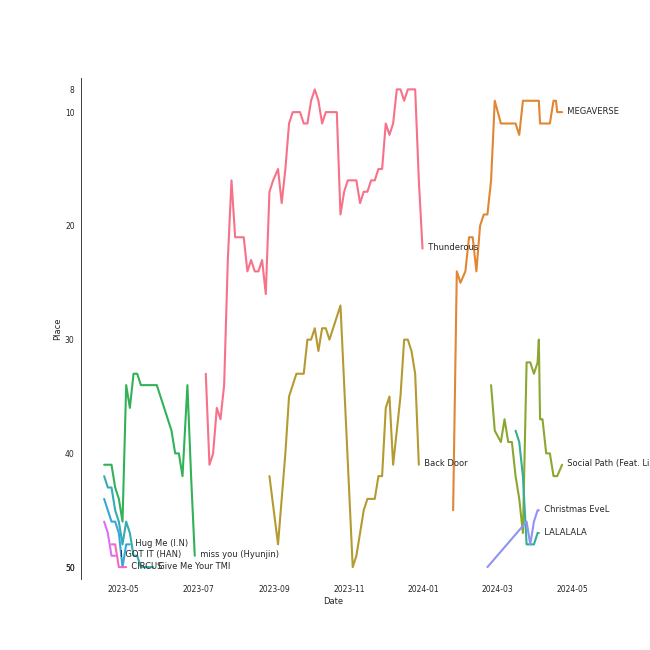 8
10
MEGAVERSE
20
Thunderous
Place
30
40
Back Door
Social Path (Feat. Li
Christmas EveL
LALALALA
Hug Me (I.N)
GOT IT (HAN)
miss you (Hyunjin)
50
CIRCUS
Give Me Your TMI
2023-05
2023-07
2023-09
2023-11
2024-01
2024-03
2024-05
Date